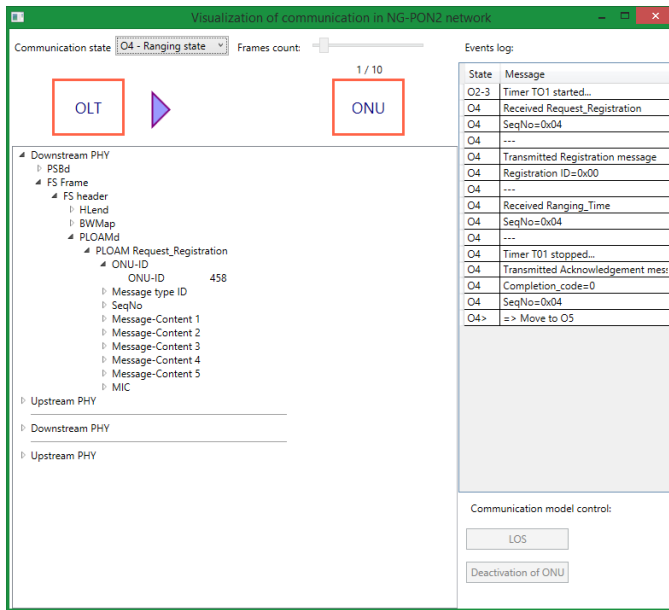 Visualization of communication in NG-PON2 network
Communication state O4 - Ranging state Frames count:
1 / 10
OLT
ONU
Downstream PHY
PSBd
FS Frame
FS header
HLend
BWMap
PLOAMd
PLOAM Request_Registration
ONU-ID
ONU-ID 458
Message type ID
SeqNo
Message-Content 1
Message-Content 2
Message-Content 3
Message-Content 4
Message-Content 5
MIC
Upstream PHY
Downstream PHY
Upstream PHY
Events log:
State Message
O2-3 Timer TO1 started...
O4 Received Request_Registration
O4 SeqNo=0x04
O4 ---
O4 Transmitted Registration message
O4 Registration ID=0x00
O4 ---
O4 Received Ranging_Time
O4 SeqNo=0x04
O4 ---
O4 Timer T01 stopped...
O4 Transmitted Acknowledgement mes
O4 Completion_code=0
O4 SeqNo=0x04
O4> => Move to O5
Communication model control:
LOS
Deactivation of ONU